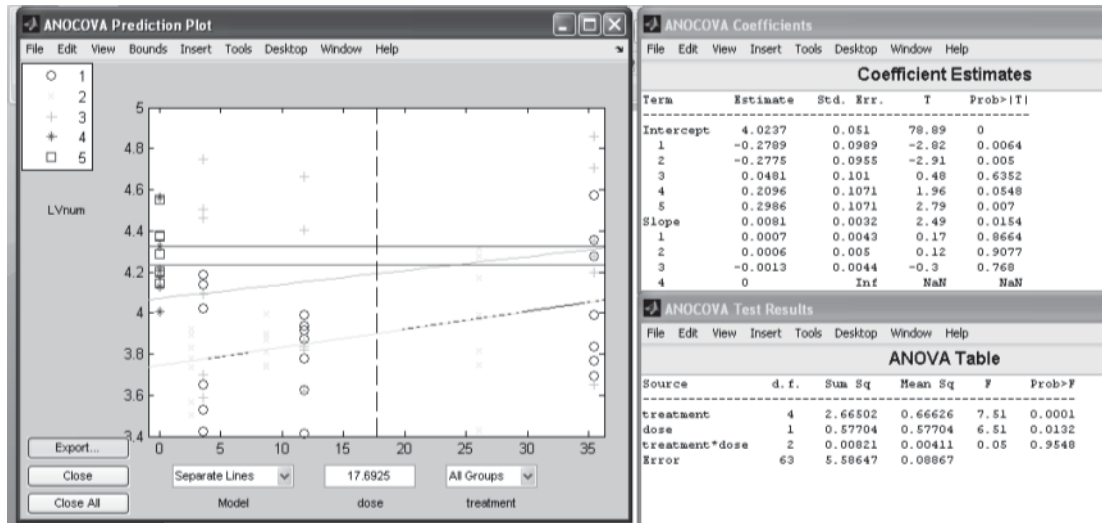 ANOCOVA Prediction Plot
File Edit View Bounds Insert Tools Desktop Window Help
1
2
3
4
5
LVnum
5
4.8
4.6
4.4
4.2
4
3.8
3.6
3.4
0 5 10 15 20 25 30 35
Export...
Close
Close All
Separate Lines 17.6925 All Groups
Model dose treatment
ANOCOVA Coefficients
File Edit View Insert Tools Desktop Window Help
Coefficient Estimates
Term Estimate Std. Err. T Prob>|T|
Intercept 4.0237 0.051 78.89 0
1 -0.2789 0.0989 -2.82 0.0064
2 -0.2775 0.0955 -2.91 0.005
3 0.0481 0.101 0.48 0.6352
4 0.2096 0.1071 1.96 0.0548
5 0.2986 0.1071 2.79 0.007
Slope 0.0081 0.0032 2.49 0.0154
1 0.0007 0.0043 0.17 0.8664
2 0.0006 0.005 0.12 0.9077
3 -0.0013 0.0044 -0.3 0.768
4 0 Inf NaN NaN
ANOCOVA Test Results
File Edit View Insert Tools Desktop Window Help
ANOVA Table
Source d.f. Sum Sq Mean Sq F Prob>F
treatment 4 2.66502 0.66626 7.51 0.0001
dose 1 0.57704 0.57704 6.51 0.0132
treatment*dose 2 0.00821 0.00411 0.05 0.9548
Error 63 5.58647 0.08867